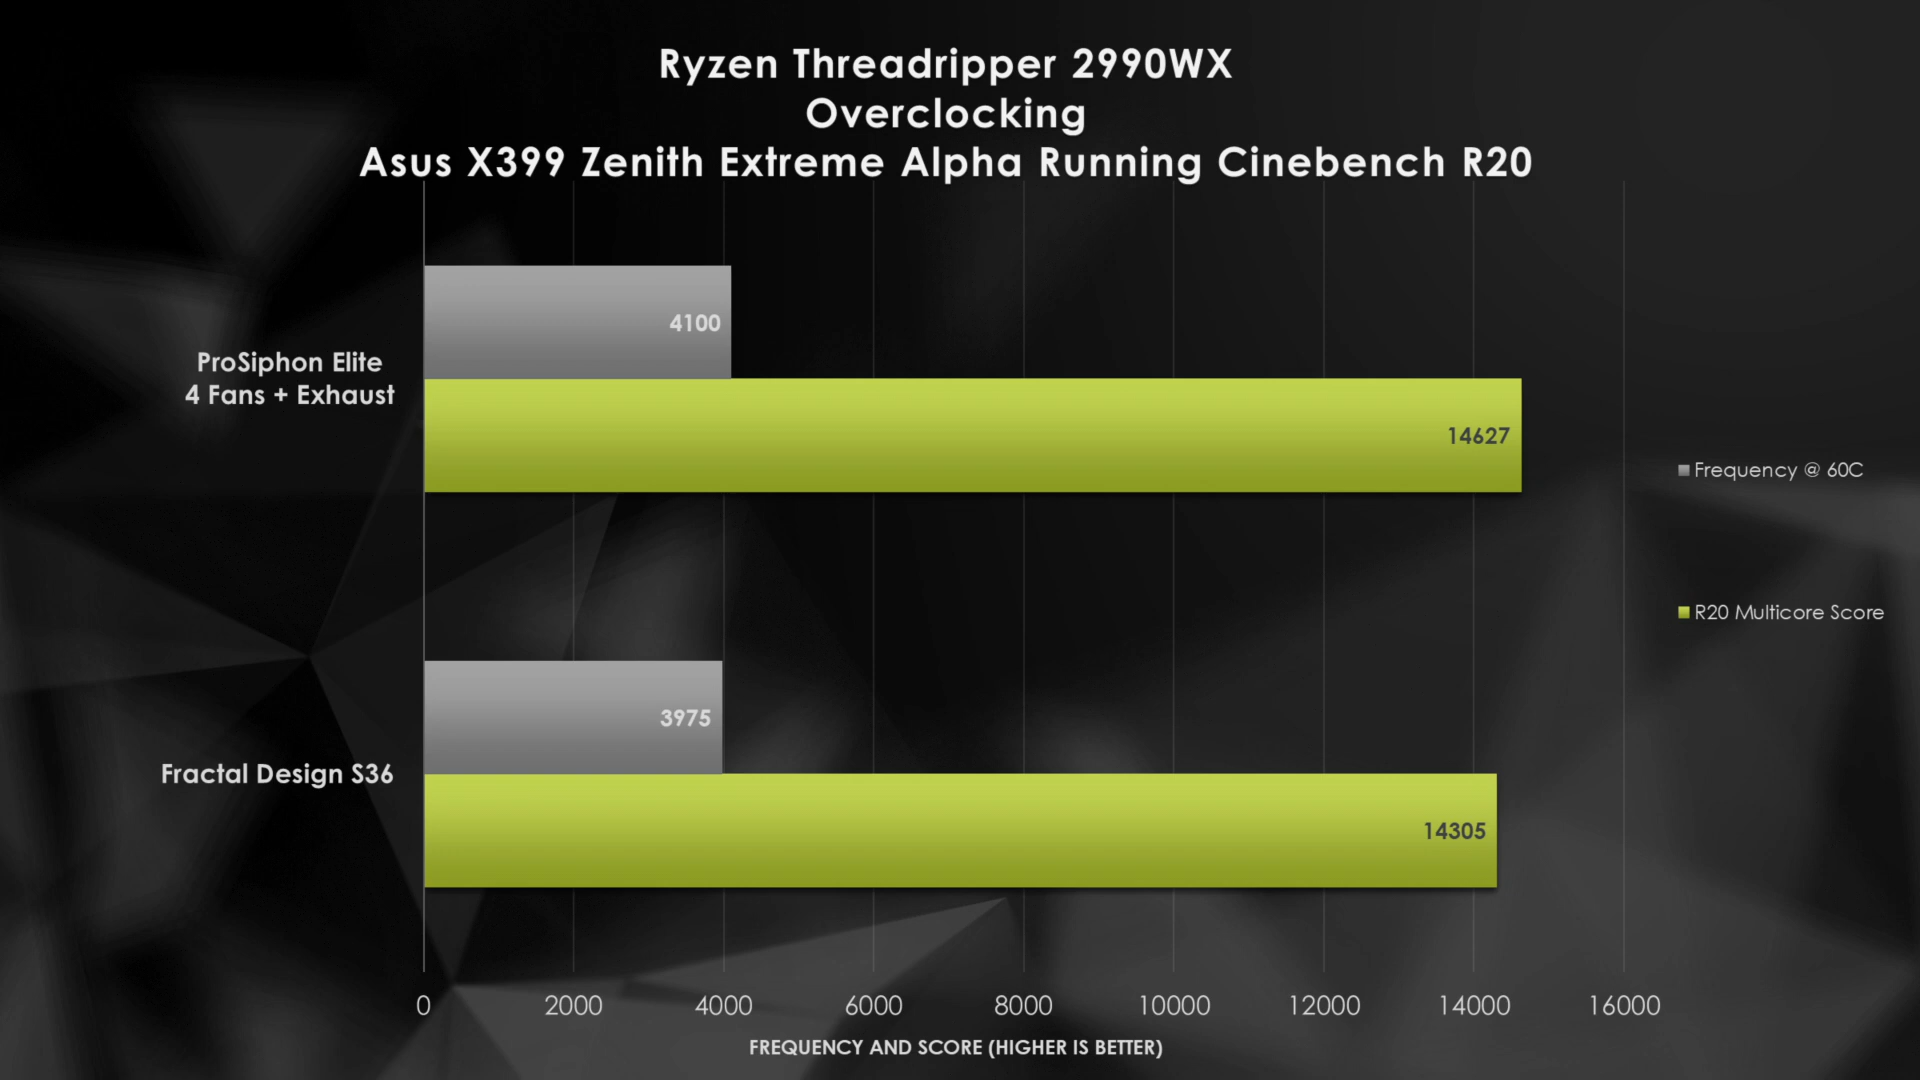 Ryzen Threadripper 2990WX
Overclocking
Asus X399 Zenith Extreme Alpha Running Cinebench R20
4100
ProSiphon Elite
4 Fans + Exhaust
14627
Frequency @ 60C
R20 Multicore Score
3975
Fractal Design S36
14305
0 2000 4000 6000 8000 10000 12000 14000 16000
FREQUENCY AND SCORE (HIGHER IS BETTER)